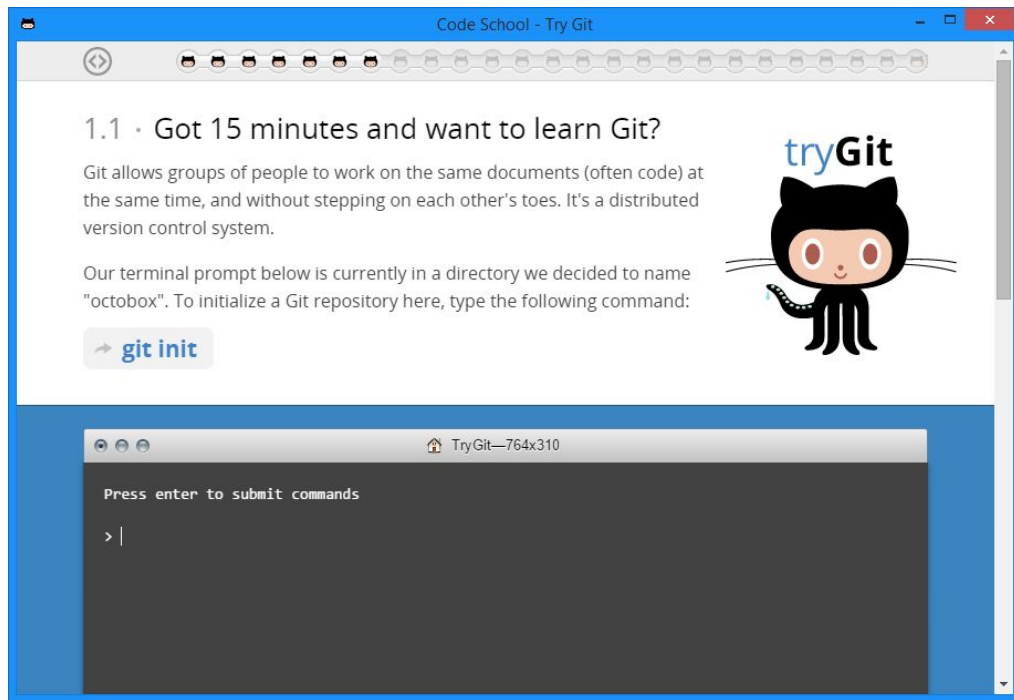 Code School - Try Git
1.1 · Got 15 minutes and want to learn Git?
tryGit
Git allows groups of people to work on the same documents (often code) at
the same time, and without stepping on each other's toes. It's a distributed
version control system.
Our terminal prompt below is currently in a directory we decided to name
"octobox". To initialize a Git repository here, type the following command:
git init
TryGit—764x310
Press enter to submit commands
>